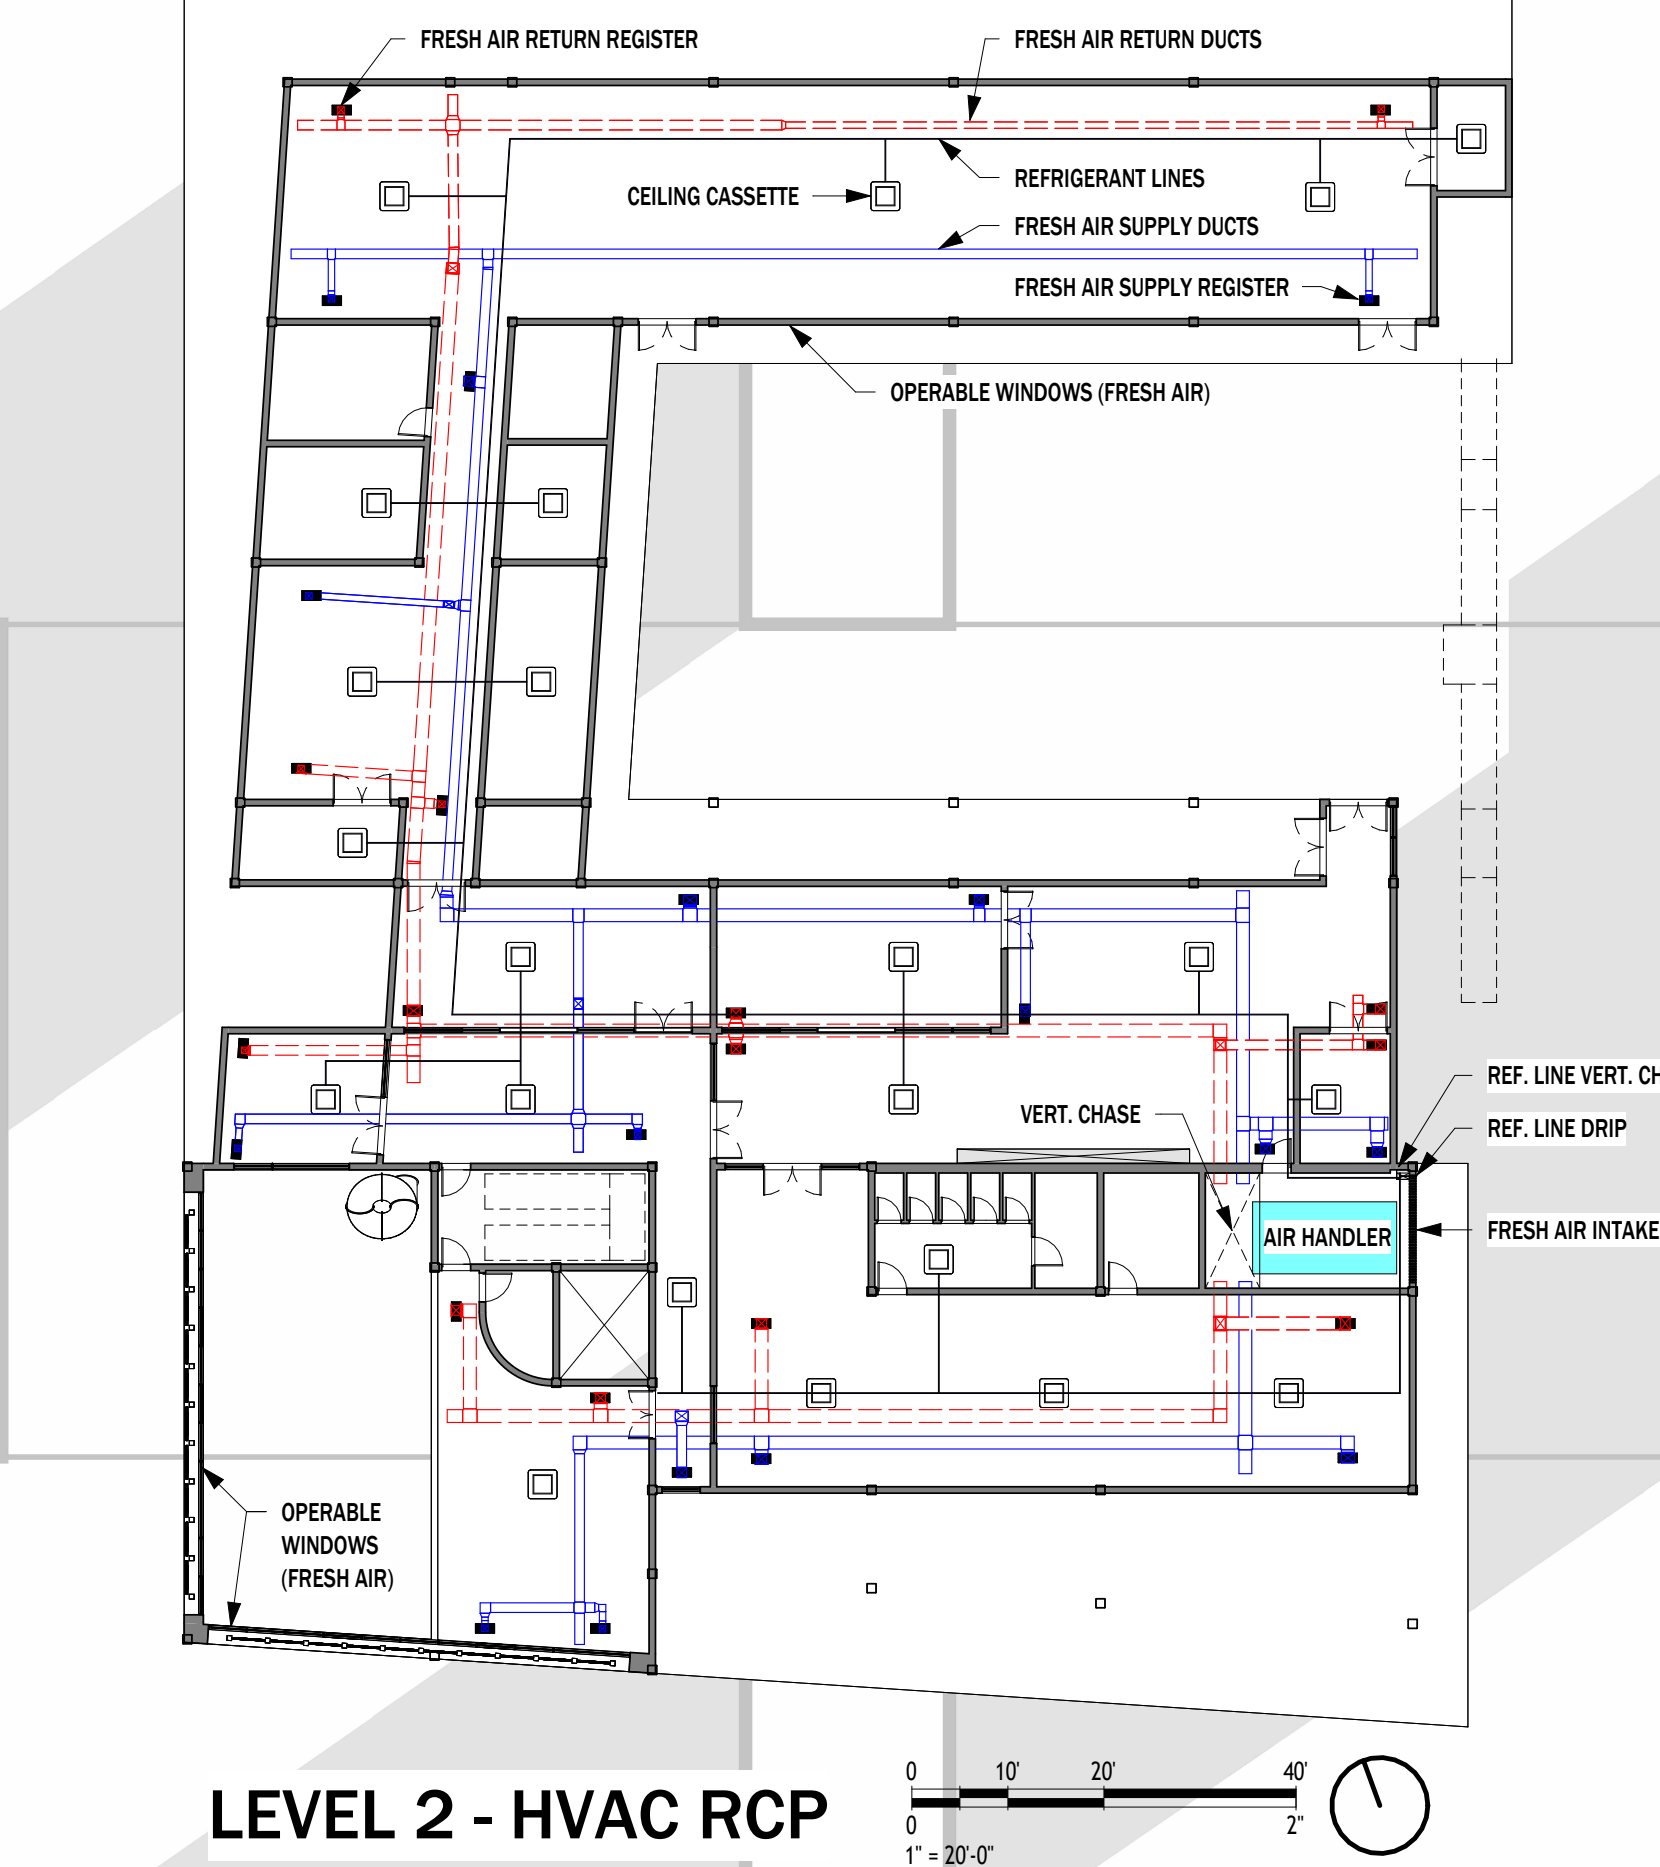 FRESH AIR RETURN REGISTER
FRESH AIR RETURN DUCTS
REFRIGERANT LINES
CEILING CASSETTE
FRESH AIR SUPPLY DUCTS
FRESH AIR SUPPLY REGISTER
OPERABLE WINDOWS (FRESH AIR)
REF. LINE VERT. CH
VERT. CHASE
REF. LINE DRIP
FRESH AIR INTAKE
AIR HANDLER
OPERABLE
WINDOWS
(FRESH AIR)
LEVEL 2 - HVAC RCP
0 10' 20' 40'
0 2"
1" = 20'-0"